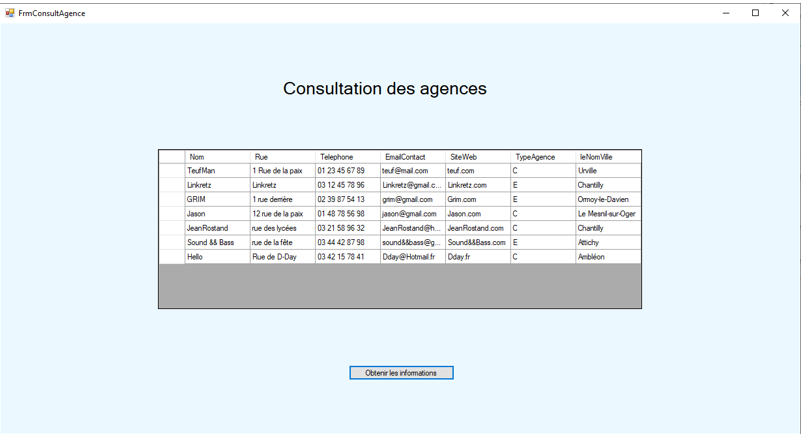 FrmConsultAgence
Consultation des agences
Nom Rue Telephone EmailContact SiteWeb TypeAgence leNomVille
TeufMan 1 Rue de la paix 01 23 45 67 89 teuf@mail.com teuf.com C Urville
Linkretz Linkretz 03 12 45 78 96 Linkretz@gmail.c... Linkretz.com E Chantilly
GRIM 1 rue derrière 02 39 87 54 13 grim@gmail.com Grim.com E Ormoy-le-Davien
Jason 12 rue de la paix 01 48 78 56 98 jason@gmail.com Jason.com C Le Mesnil-sur-Oger
JeanRostand rue des lycées 03 21 58 96 32 JeanRostand@h... JeanRostand.com C Chantilly
Sound && Bass rue de la fête 03 44 42 87 98 sound&&bass@g... Sound&&Bass.com E Attichy
Hello Rue de D-Day 03 42 15 78 41 Dday@Hotmail.fr Dday.fr C Ambléon
Obtenir les informations